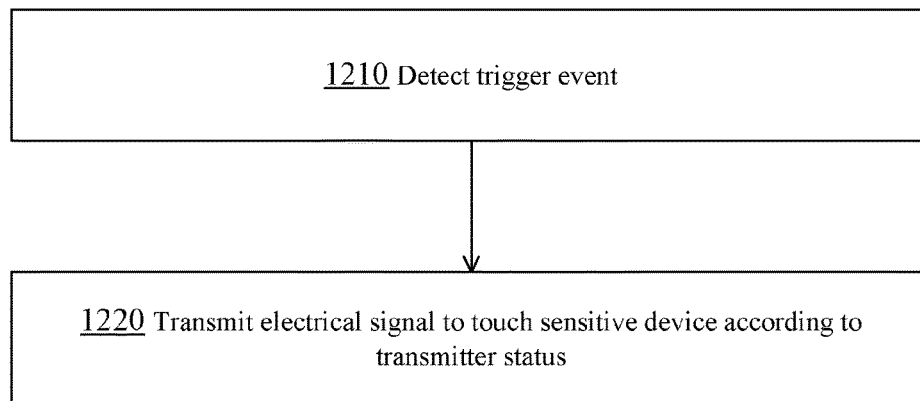 1210 Detect trigger event
1220 Transmit electrical signal to touch sensitive device according to
transmitter status